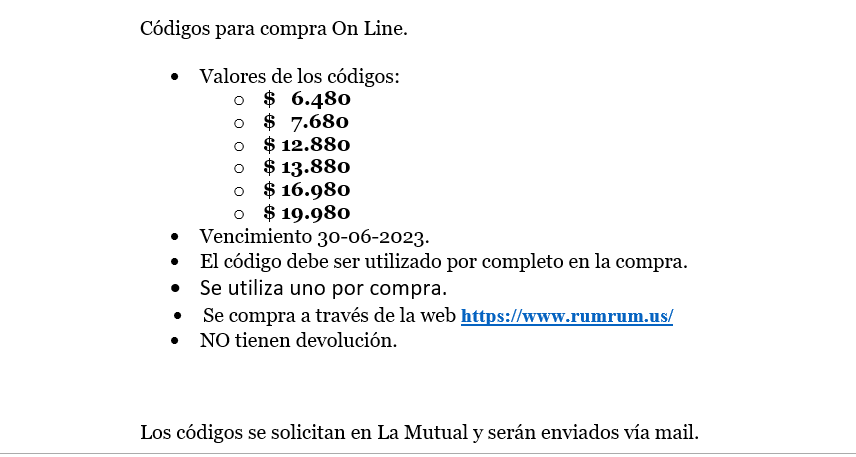 Códigos para compra On Line.
• Valores de los códigos:
o $ 6.480
o $ 7.680
o $ 12.880
o $ 13.880
o $ 16.980
o $ 19.980
• Vencimiento 30-06-2023.
• El código debe ser utilizado por completo en la compra.
• Se utiliza uno por compra.
• Se compra a través de la web https://www.rumrum.us/
• NO tienen devolución.
Los códigos se solicitan en La Mutual y serán enviados vía mail.